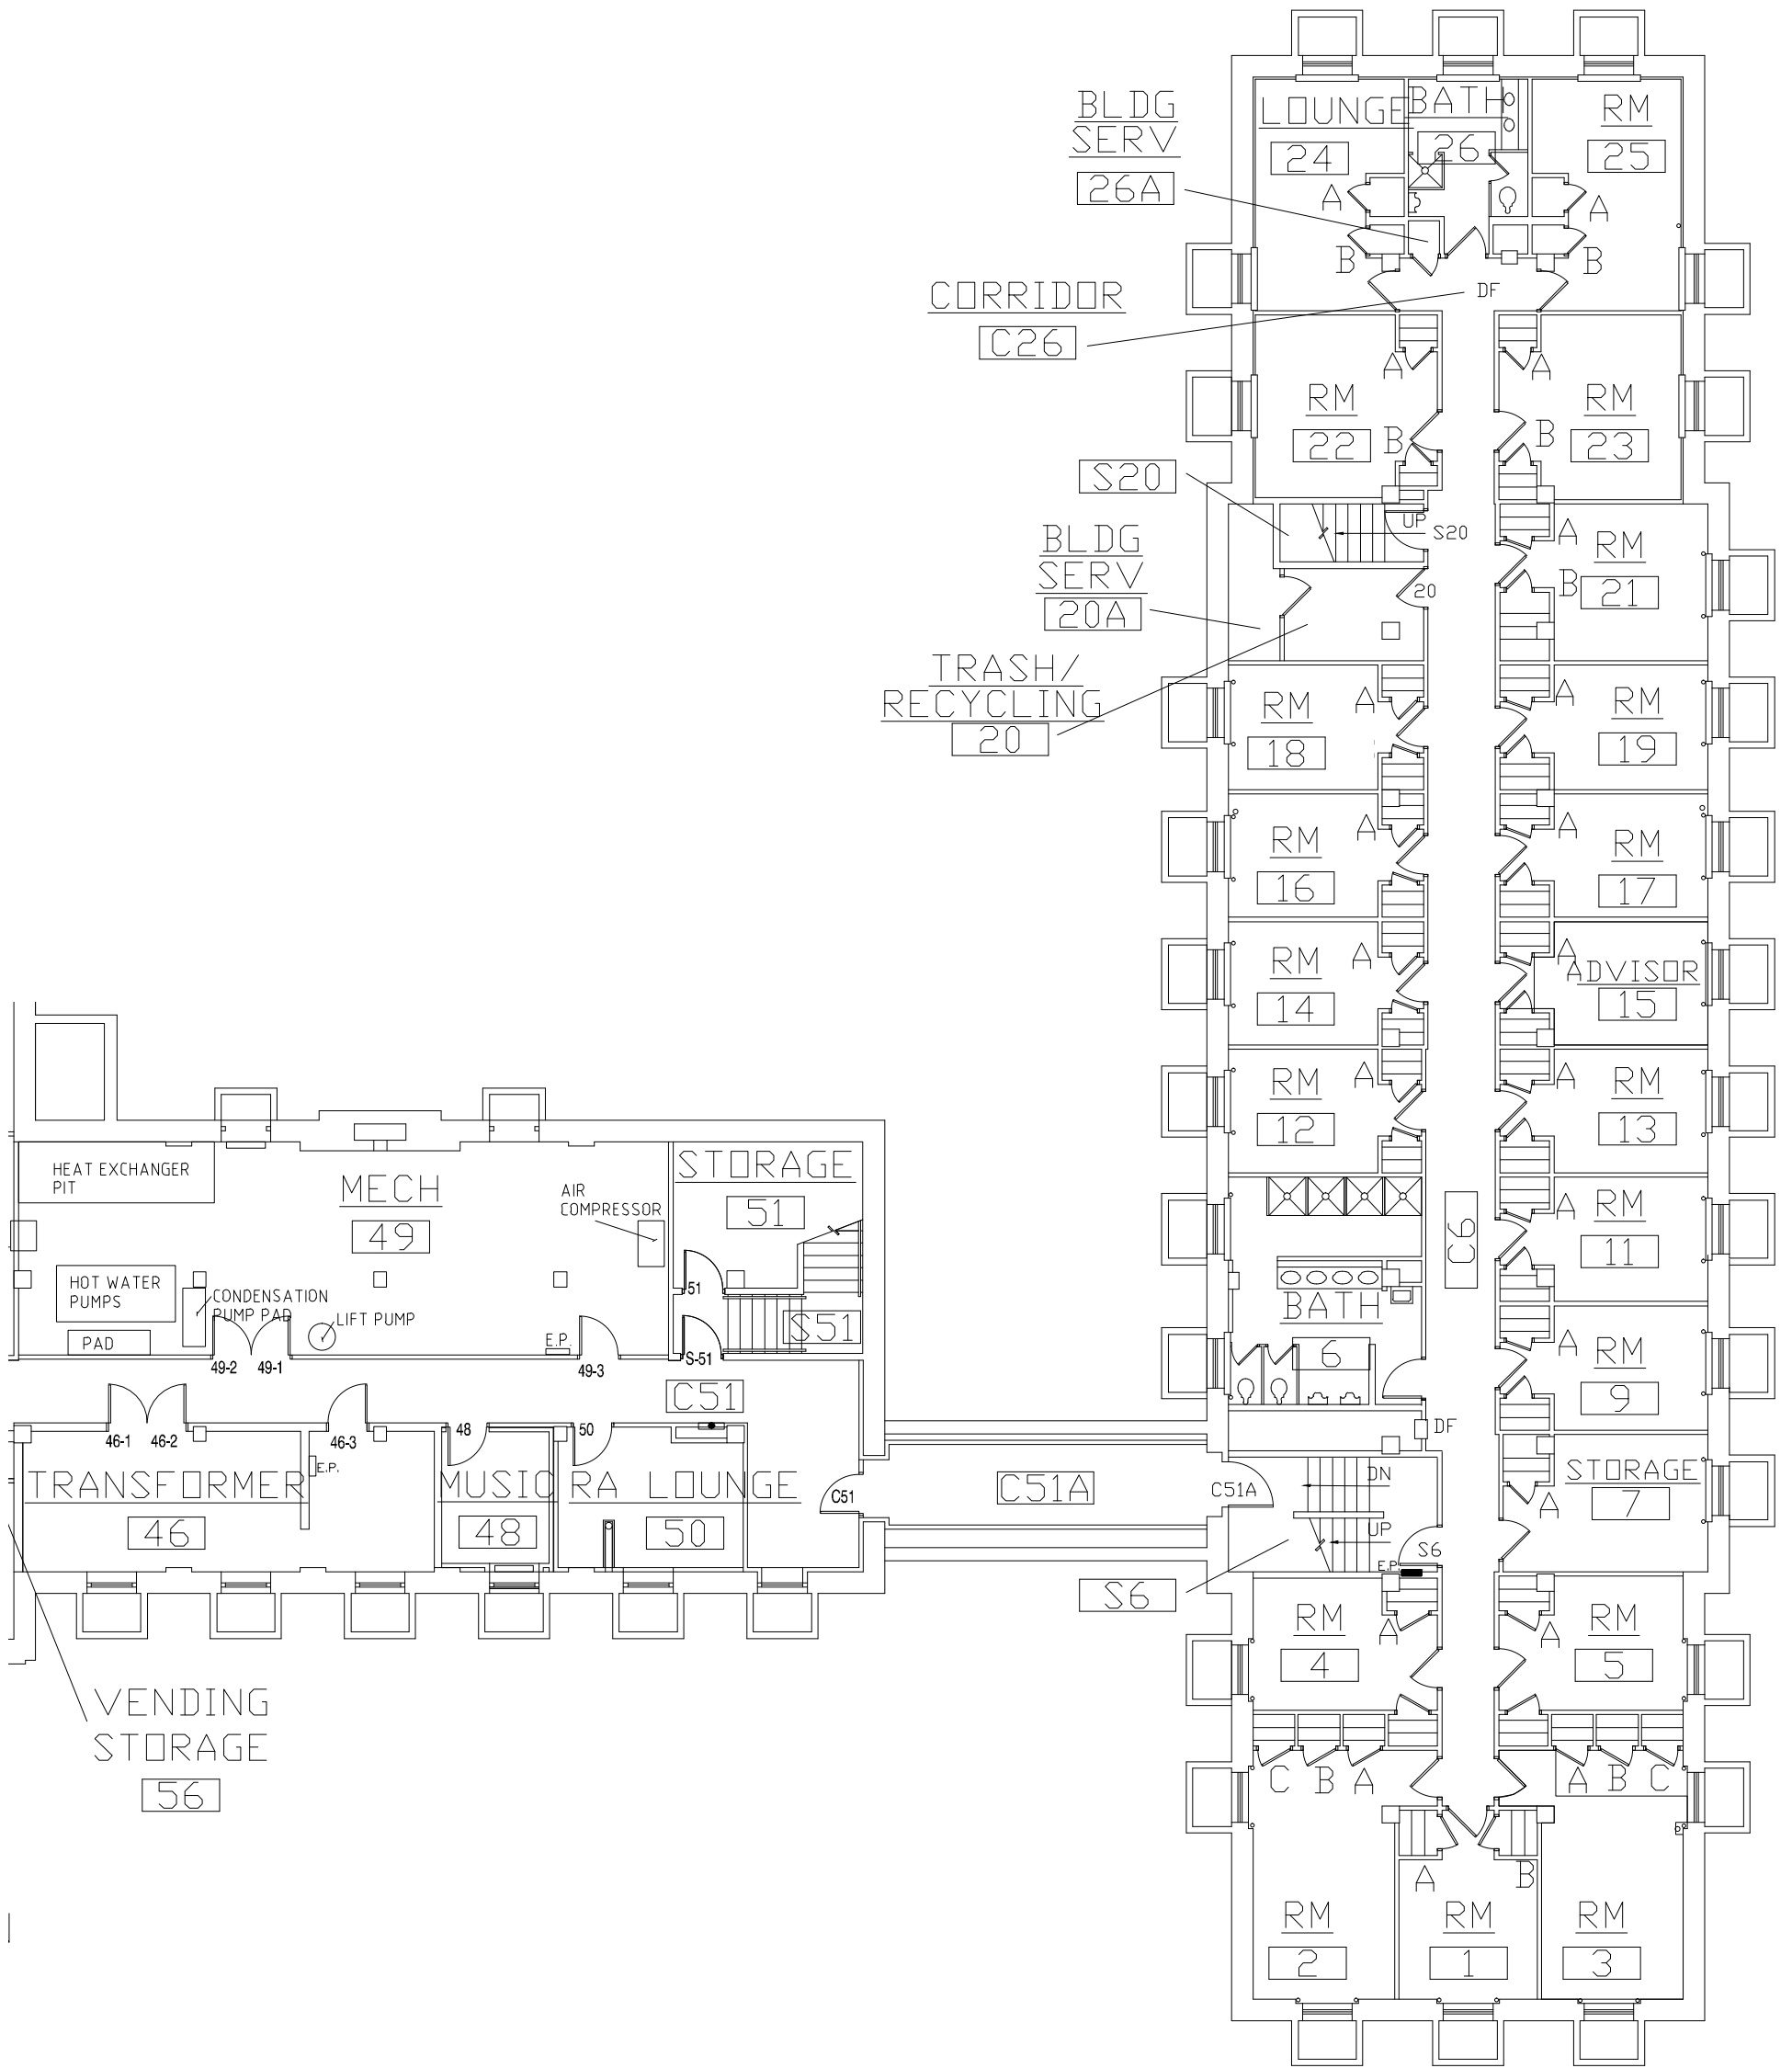 LOUNGE
24
BATH
26
RM
25
BLDG
SERV
26A
A
A
B
B
CORRIDOR
C26
DF
A
A
RM
22
RM
23
B
B
S20
UP
S20
A
RM
21
B
BLDG
SERV
20A
20
TRASH/
RECYCLING
20
RM
18
A
A
RM
19
RM
16
A
A
RM
17
RM
14
A
A
ADVISOR
15
RM
12
A
A
RM
13
C6
A
RM
11
BATH
6
RM
9
DF
HEAT EXCHANGER
PIT
MECH
49
AIR
COMPRESSOR
STORAGE
51
HOT WATER
PUMPS
CONDENSATION
PUMP PAD
LIFT PUMP
PAD
E.P.
51
S51
S-51
49-2
49-1
49-3
C51
46-1
46-2
46-3
48
50
E.P.
TRANSFORMER
46
MUSIC
48
RA LOUNGE
50
C51
C51A
C51A
DN
UP
S6
E.P.
STORAGE
7
A
S6
RM
4
A
A
RM
5
VENDING
STORAGE
56
C B A
A B C
A
B
RM
2
RM
1
RM
3